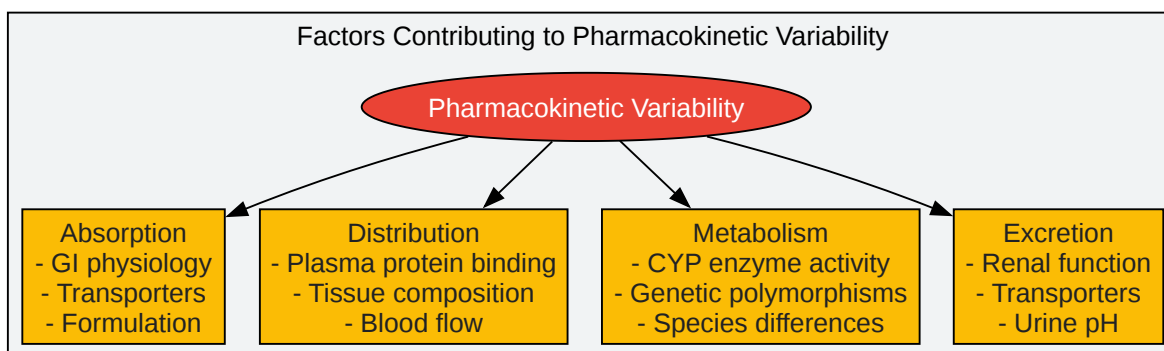 Factors Contributing to Pharmacokinetic Variability
Pharmacokinetic Variability
Absorption
- GI physiology
- Transporters
- Formulation
Distribution
- Plasma protein binding
- Tissue composition
- Blood flow
Metabolism
- CYP enzyme activity
- Genetic polymorphisms
- Species differences
Excretion
- Renal function
- Transporters
- Urine pH